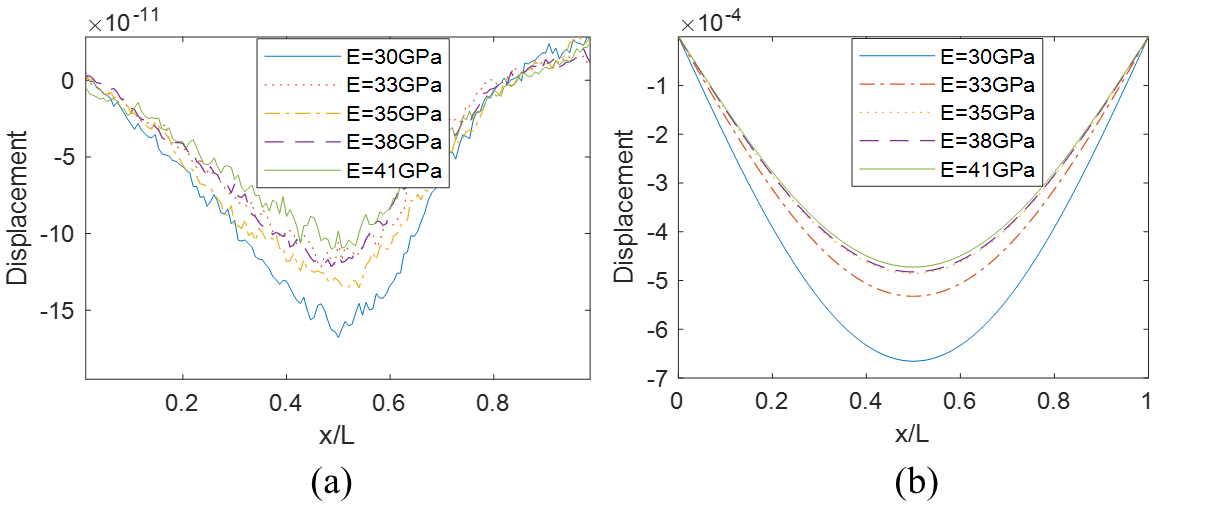 ×10⁻¹¹
0
-5
-10
-15
Displacement
0.2 0.4 0.6 0.8
x/L
E=30GPa
E=33GPa
E=35GPa
E=38GPa
E=41GPa
(a)
×10⁻⁴
-1
-2
-3
-4
-5
-6
-7
Displacement
0 0.2 0.4 0.6 0.8 1
x/L
E=30GPa
E=33GPa
E=35GPa
E=38GPa
E=41GPa
(b)